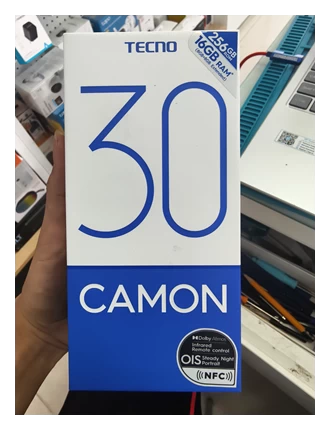 TECNO
256GB
16GB RAM*
30
CAMON
Dolby Atmos
Infrared
Remote control
OIS Steady Night
Portrait
NFC